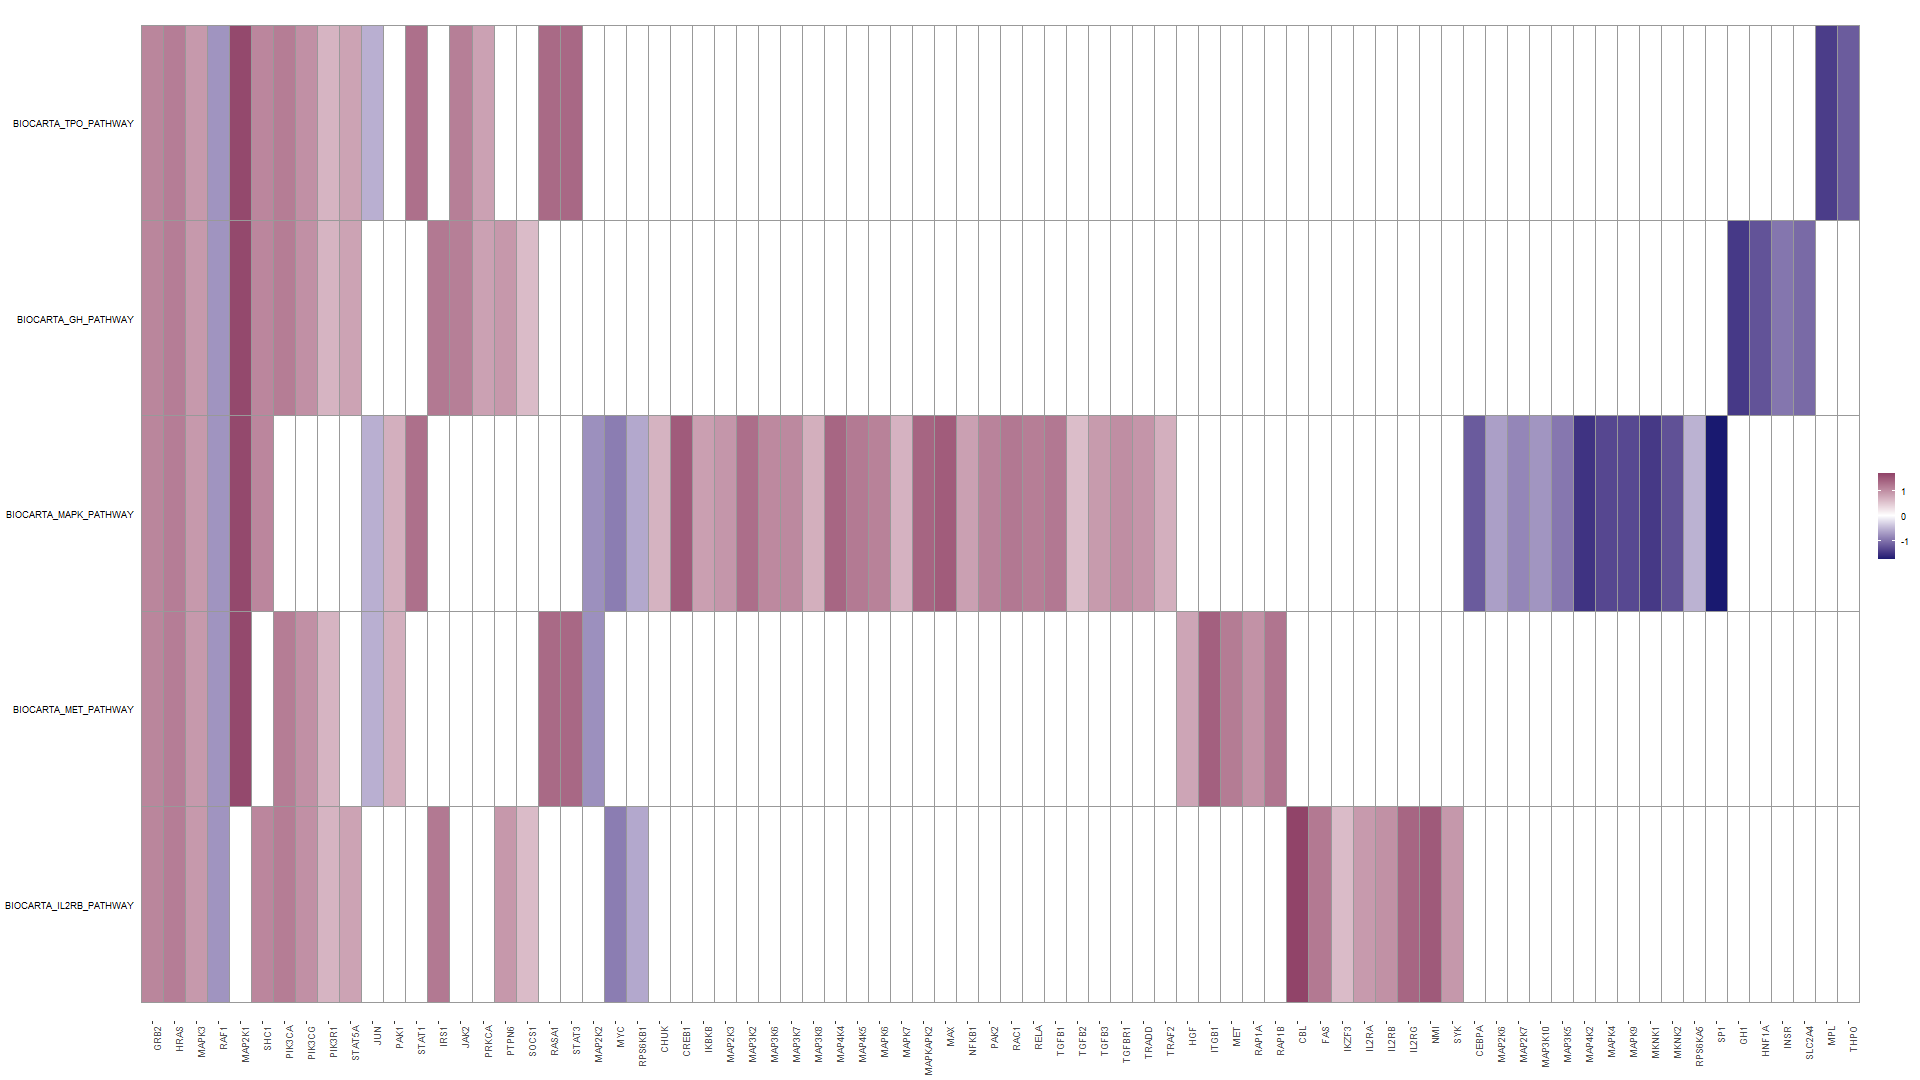 BIOCARTA_TPO_PATHWAY
BIOCARTA_GH_PATHWAY
BIOCARTA_MAPK_PATHWAY
BIOCARTA_MET_PATHWAY
BIOCARTA_IL2RB_PATHWAY
1
0
-1
GRB2
HRAS
MAPK3
RAF1
MAP2K1
SHC1
PIK3CA
PIK3CG
PIK3R1
STAT5A
JUN
PAK1
STAT1
IRS1
JAK2
PRKCA
PTPN6
SOCS1
RASA1
STAT3
MAP2K2
MYC
RPS6KB1
CHUK
CREB1
IKBKB
MAP2K3
MAP3K2
MAP3K6
MAP3K7
MAP3K8
MAP4K4
MAP4K5
MAPK6
MAPK7
MAPKAPK2
MAX
NFKB1
PAK2
RAC1
RELA
TGFB1
TGFB2
TGFB3
TGFBR1
TRADD
TRAF2
HGF
ITGB1
MET
RAP1A
RAP1B
CBL
FAS
IKZF3
IL2RA
IL2RB
IL2RG
NMI
SYK
CEBPA
MAP2K6
MAP2K7
MAP3K10
MAP3K5
MAP4K2
MAPK4
MAPK9
MKNK1
MKNK2
RPS6KA5
SP1
GH1
HNF1A
INSR
SLC2A4
MPL
THPO